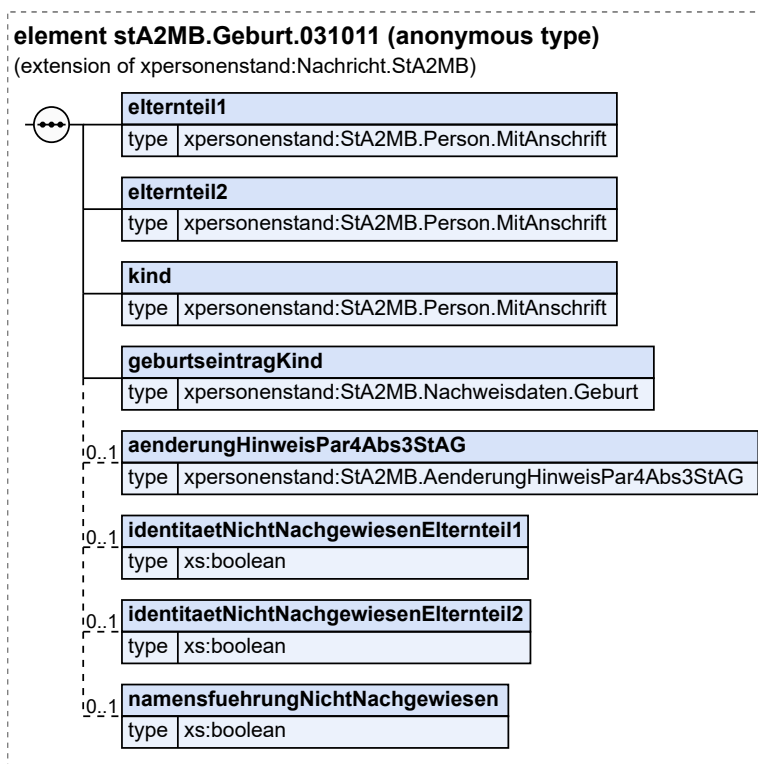 element stA2MB.Geburt.031011 (anonymous type)
(extension of xpersonenstand:Nachricht.StA2MB)
elternteil1
type xpersonenstand:StA2MB.Person.MitAnschrift
elternteil2
type xpersonenstand:StA2MB.Person.MitAnschrift
kind
type xpersonenstand:StA2MB.Person.MitAnschrift
geburtseintragKind
type xpersonenstand:StA2MB.Nachweisdaten.Geburt
0..1 aenderungHinweisPar4Abs3StAG
type xpersonenstand:StA2MB.AenderungHinweisPar4Abs3StAG
0..1 identitaetNichtNachgewiesenElternteil1
type xs:boolean
0..1 identitaetNichtNachgewiesenElternteil2
type xs:boolean
0..1 namensfuehrungNichtNachgewiesen
type xs:boolean